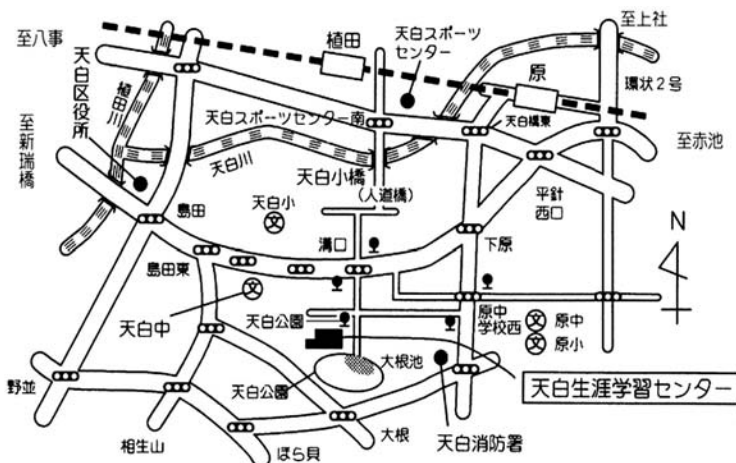 至八事
植田
天白スポーツ
センター
至上社
天白区役所
植田川
原
環状2号
天白スポーツセンター南
天白橋東
至新瑞橋
天白川
天白小橋
(人道橋)
至赤池
平針
西口
天白小
文
島田
溝口
下原
N
島田東
文
天白中
天白公園
原中
学校西
文
原中
文
原小
大根池
天白公園
天白生涯学習センター
野並
相生山
ほら貝
大根
天白消防署